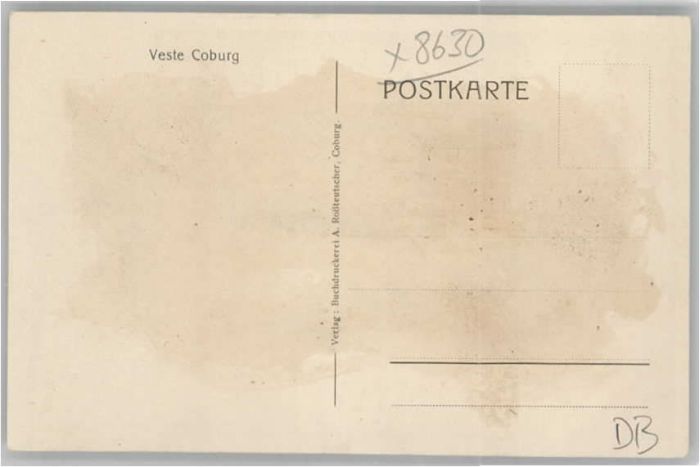 Veste Coburg
x 8630
POSTKARTE
Verlag: Buchdruckerei A. Roßteutscher, Coburg.
DB